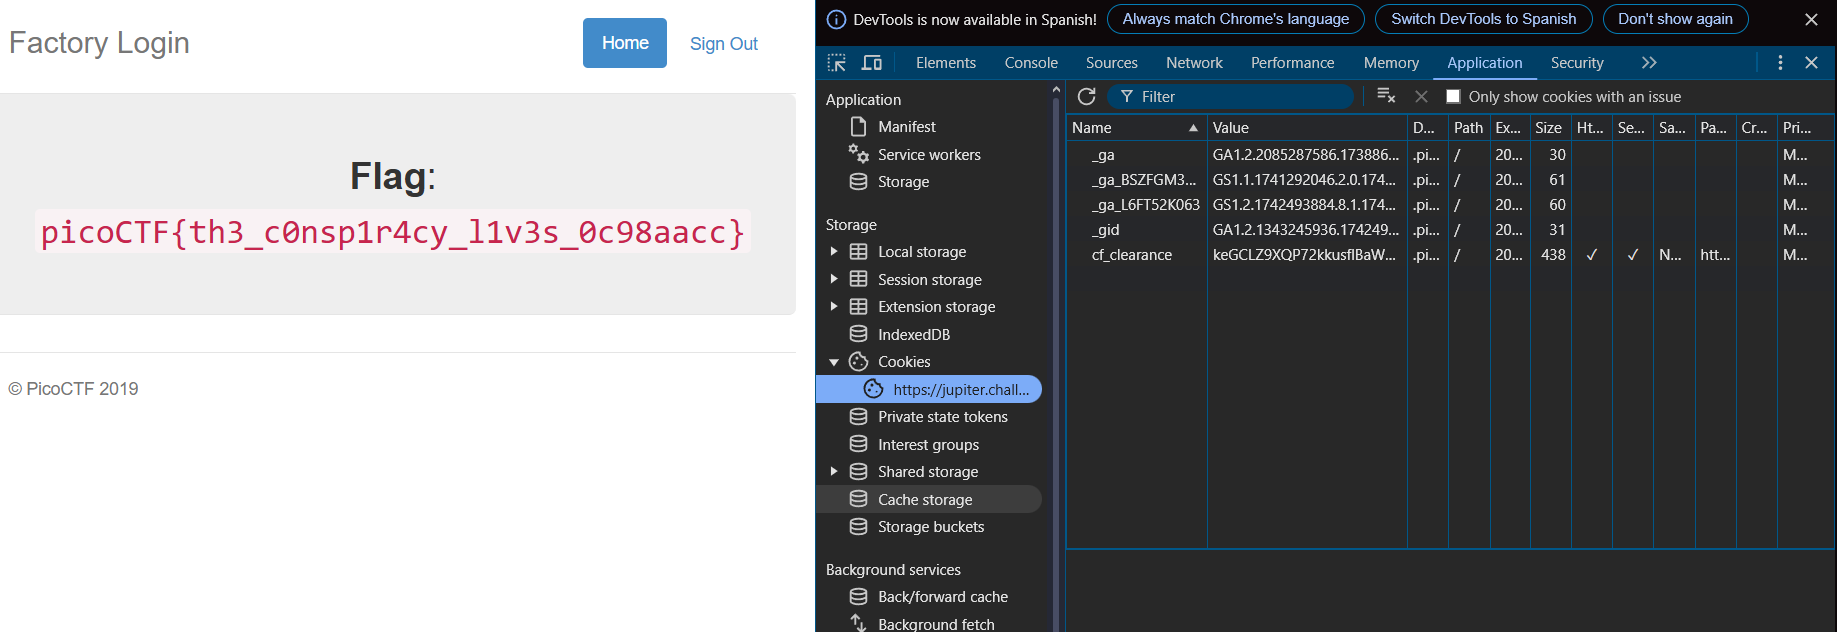 Factory Login
Home
Sign Out
Flag:
picoCTF{th3_c0nsp1r4cy_l1v3s_0c98aacc}
© PicoCTF 2019
DevTools is now available in Spanish!
Always match Chrome's language
Switch DevTools to Spanish
Don't show again
Elements
Console
Sources
Network
Performance
Memory
Application
Security
Application
Manifest
Service workers
Storage
Storage
Local storage
Session storage
Extension storage
IndexedDB
Cookies
https://jupiter.chall...
Private state tokens
Interest groups
Shared storage
Cache storage
Storage buckets
Background services
Back/forward cache
Background fetch
Filter
Only show cookies with an issue
Name Value D... Path Ex... Size Ht... Se... Sa... Pa... Cr... Pri...
_ga GA1.2.2085287586.173886... .pi... / 20... 30 M...
_ga_BSZFGM3... GS1.1.1741292046.2.0.174... .pi... / 20... 61 M...
_ga_L6FT52K063 GS1.2.1742493884.8.1.174... .pi... / 20... 60 M...
_gid GA1.2.1343245936.174249... .pi... / 20... 31 M...
cf_clearance keGCLZ9XQP72kkusflBaW... .pi... / 20... 438 ✓ ✓ N... htt... M...